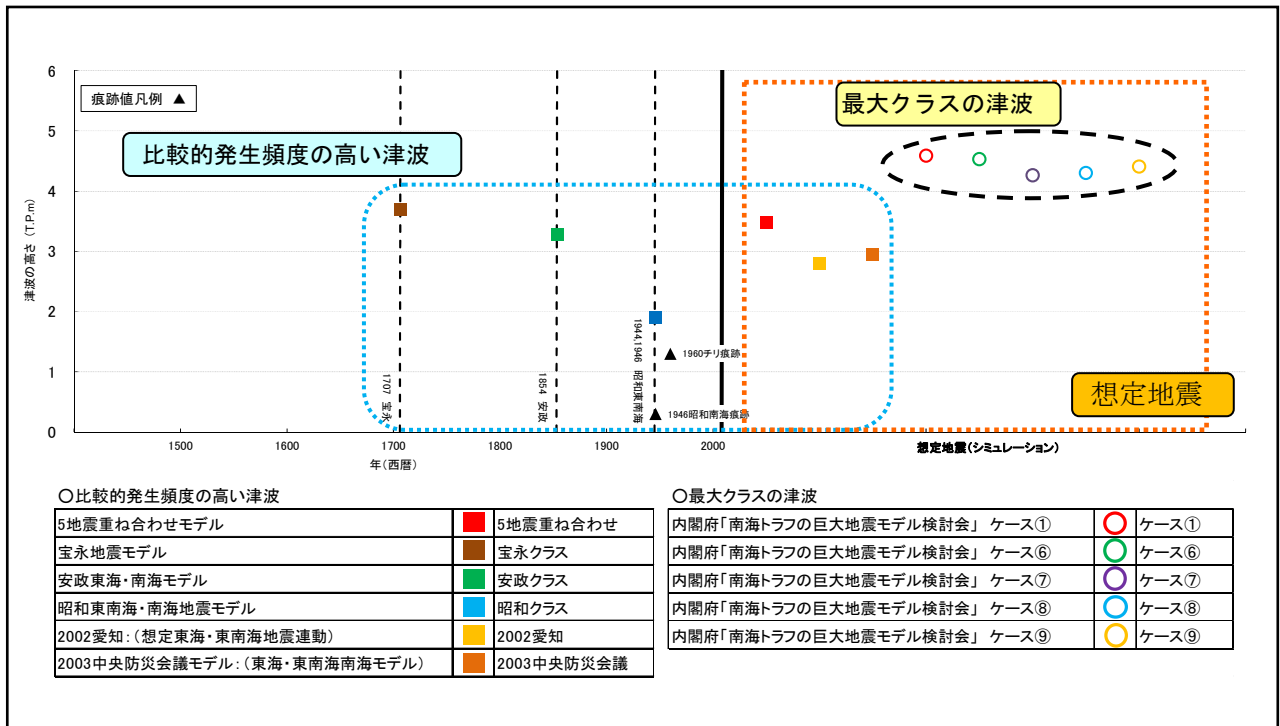 6
痕跡値凡例 ▲
最大クラスの津波
5
比較的発生頻度の高い津波
4
津波の高さ（T.P.m）
3
2
1944,1946 昭和東南海
▲ 1960チリ痕跡
1
1707 宝永
1854 安政
▲ 1946昭和南海痕跡
想定地震
0
1500 1600 1700 1800 1900 2000 想定地震(シミュレーション)
年(西暦)
○比較的発生頻度の高い津波
5地震重ね合わせモデル 5地震重ね合わせ
宝永地震モデル 宝永クラス
安政東海・南海モデル 安政クラス
昭和東南海・南海地震モデル 昭和クラス
2002愛知:(想定東海・東南海地震連動) 2002愛知
2003中央防災会議モデル:(東海・東南海南海モデル) 2003中央防災会議
○最大クラスの津波
内閣府「南海トラフの巨大地震モデル検討会」 ケース① ケース①
内閣府「南海トラフの巨大地震モデル検討会」 ケース⑥ ケース⑥
内閣府「南海トラフの巨大地震モデル検討会」 ケース⑦ ケース⑦
内閣府「南海トラフの巨大地震モデル検討会」 ケース⑧ ケース⑧
内閣府「南海トラフの巨大地震モデル検討会」 ケース⑨ ケース⑨